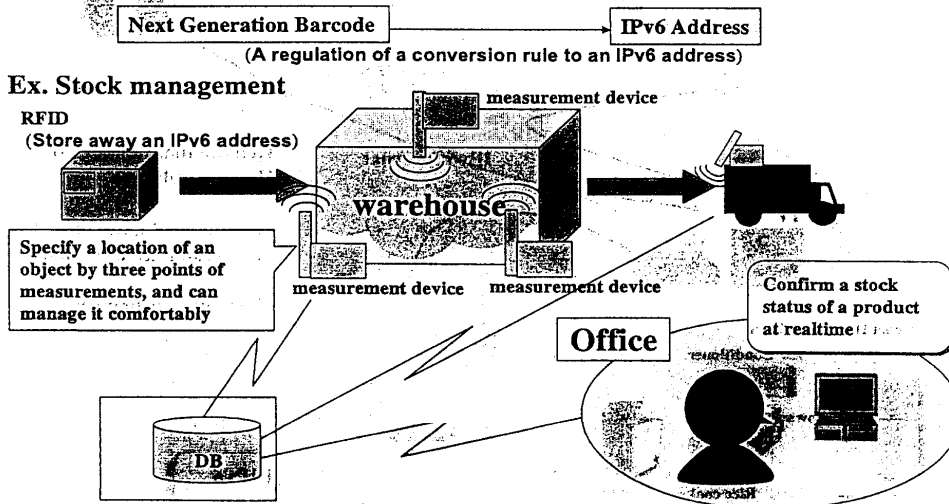 Next Generation Barcode
IPv6 Address
(A regulation of a conversion rule to an IPv6 address)
Ex. Stock management
RFID
(Store away an IPv6 address)
measurement device
warehouse
Specify a location of an
object by three points of
measurements, and can
manage it comfortably
measurement device
measurement device
Confirm a stock
status of a product
at realtime
Office
DB